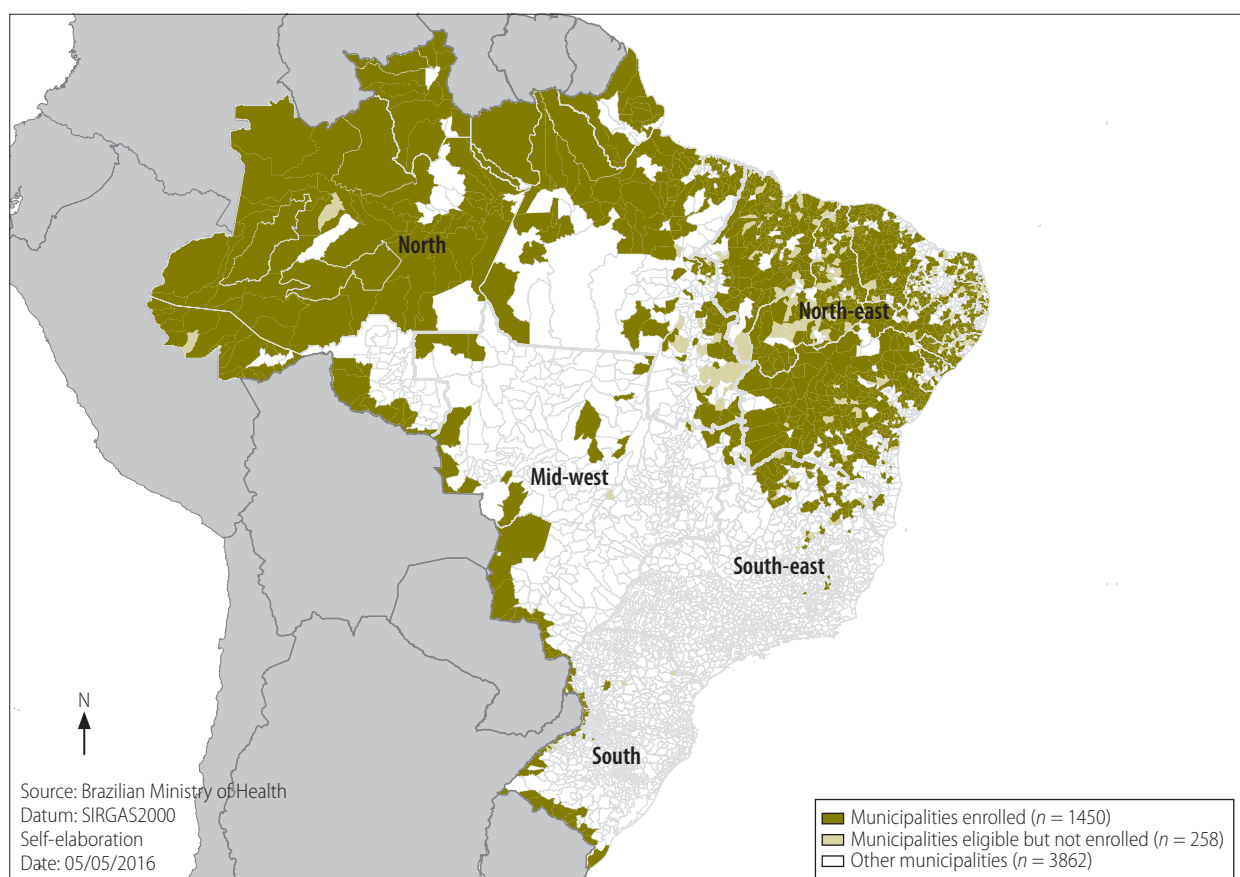 North
North-east
Mid-west
South-east
South
N
Source: Brazilian Ministry of Health
Datum: SIRGAS2000
Self-elaboration
Date: 05/05/2016
Municipalities enrolled (n = 1450)
Municipalities eligible but not enrolled (n = 258)
Other municipalities (n = 3862)